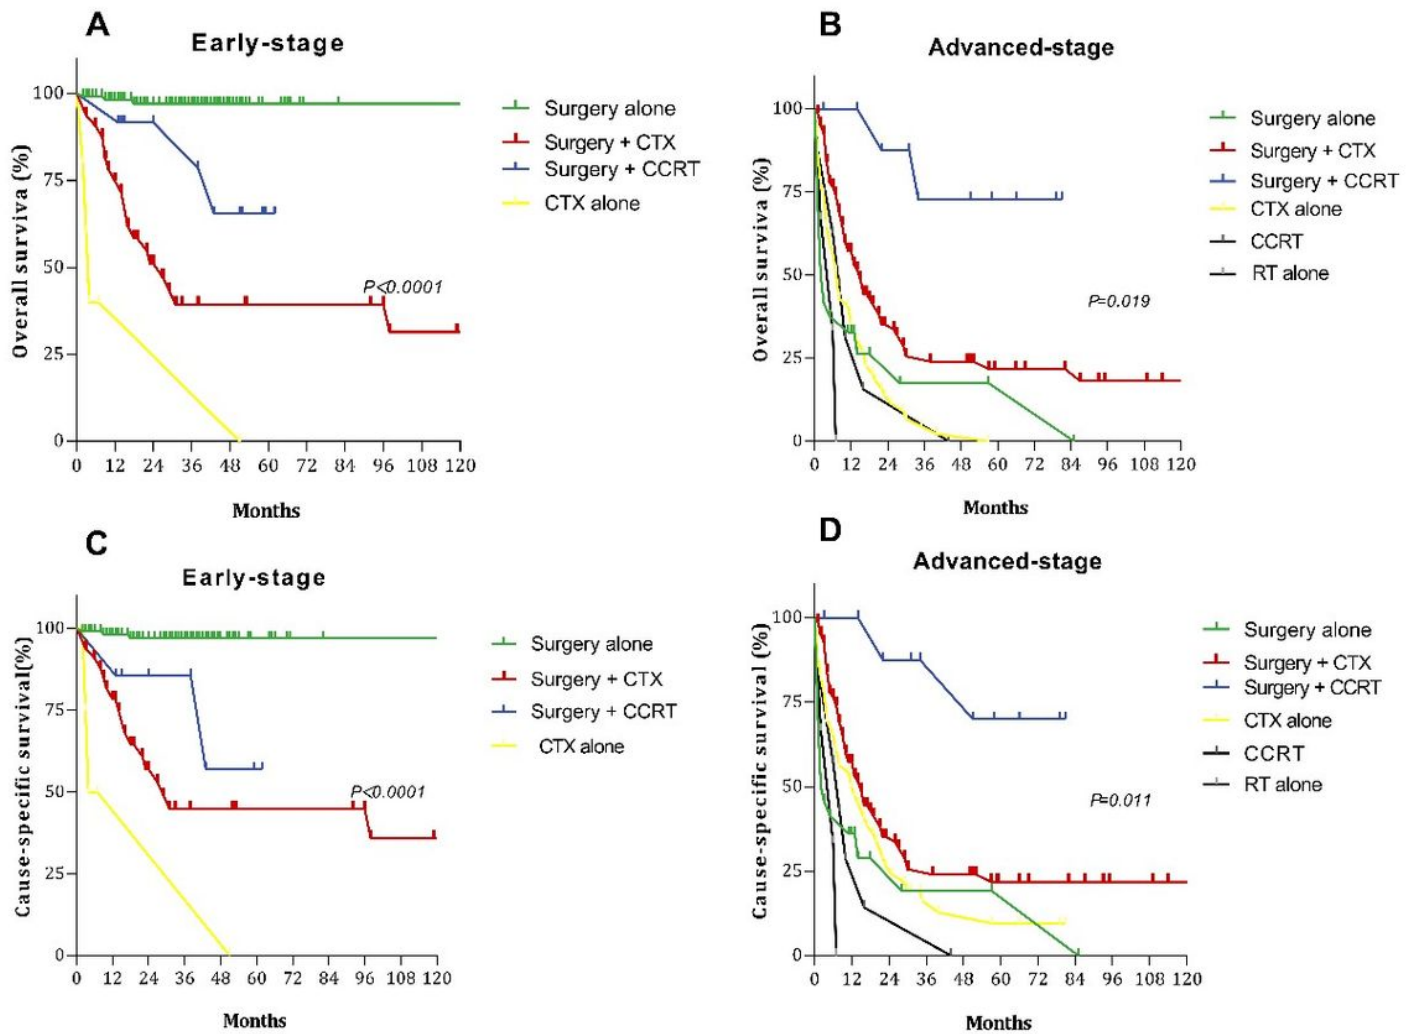 A
Early-stage
Overall surviva (%)
100
75
50
25
0
0 12 24 36 48 60 72 84 96 108 120
Months
P<0.0001
Surgery alone
Surgery + CTX
Surgery + CCRT
CTX alone
B
Advanced-stage
Overall surviva (%)
100
75
50
25
0
0 12 24 36 48 60 72 84 96 108 120
Months
P=0.019
Surgery alone
Surgery + CTX
Surgery + CCRT
CTX alone
CCRT
RT alone
C
Early-stage
Cause-specific survival(%)
100
75
50
25
0
0 12 24 36 48 60 72 84 96 108 120
Months
P<0.0001
Surgery alone
Surgery + CTX
Surgery + CCRT
CTX alone
D
Advanced-stage
Cause-specific survival (%)
100
75
50
25
0
0 12 24 36 48 60 72 84 96 108 120
Months
P=0.011
Surgery alone
Surgery + CTX
Surgery + CCRT
CTX alone
CCRT
RT alone